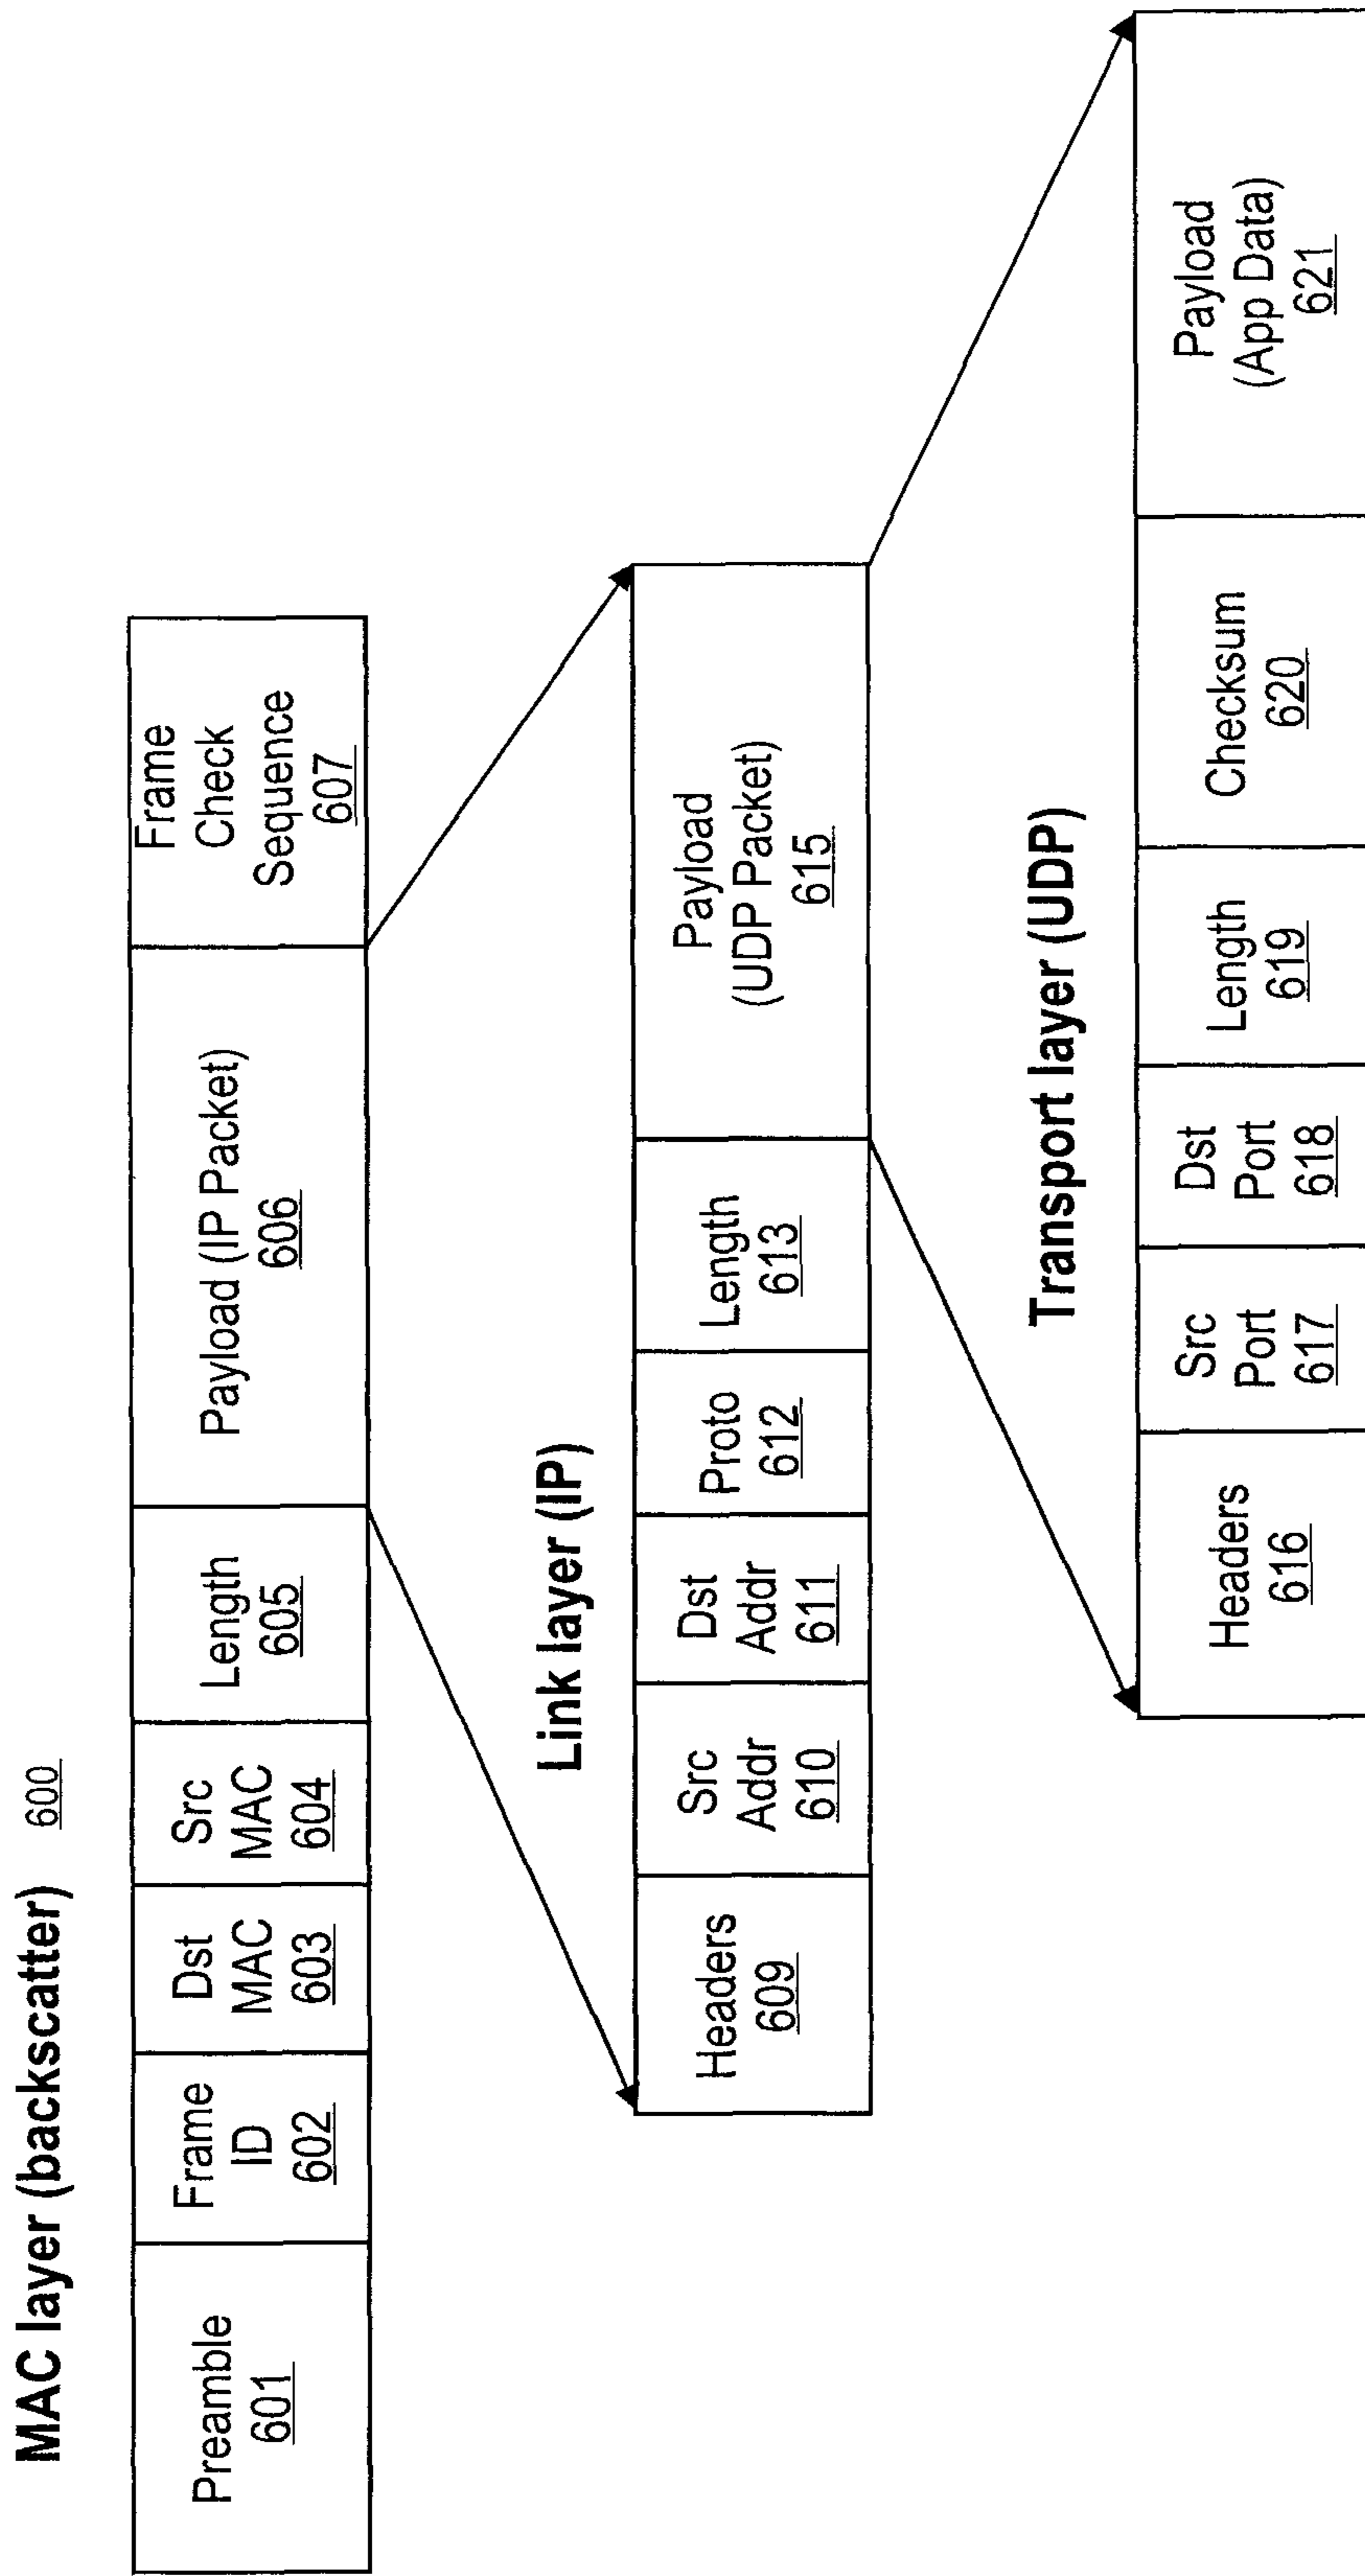 MAC layer (backscatter) 600
Preamble
601
Frame
ID
602
Dst
MAC
603
Src
MAC
604
Length
605
Payload (IP Packet)
606
Frame
Check
Sequence
607
Link layer (IP)
Headers
609
Src
Addr
610
Dst
Addr
611
Proto
612
Length
613
Payload
(UDP Packet)
615
Transport layer (UDP)
Headers
616
Src
Port
617
Dst
Port
618
Length
619
Checksum
620
Payload
(App Data)
621